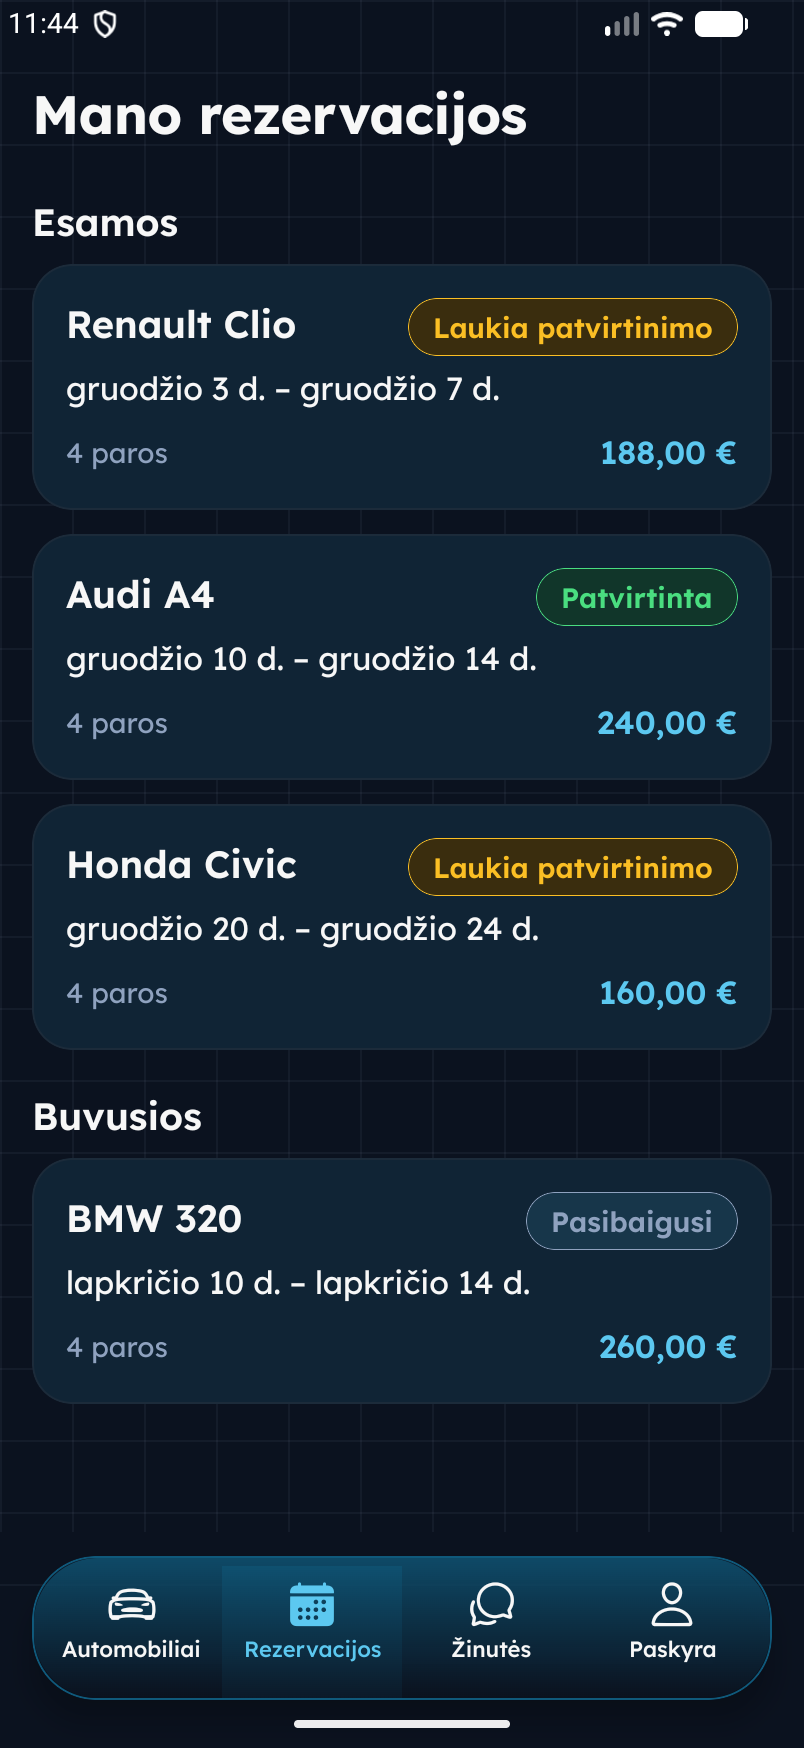 11:44
Mano rezervacijos
Esamos
Renault Clio
Laukia patvirtinimo
gruodžio 3 d. – gruodžio 7 d.
4 paros
188,00 €
Audi A4
Patvirtinta
gruodžio 10 d. – gruodžio 14 d.
4 paros
240,00 €
Honda Civic
Laukia patvirtinimo
gruodžio 20 d. – gruodžio 24 d.
4 paros
160,00 €
Buvusios
BMW 320
Pasibaigusi
lapkričio 10 d. – lapkričio 14 d.
4 paros
260,00 €
Automobiliai
Rezervacijos
Žinutės
Paskyra